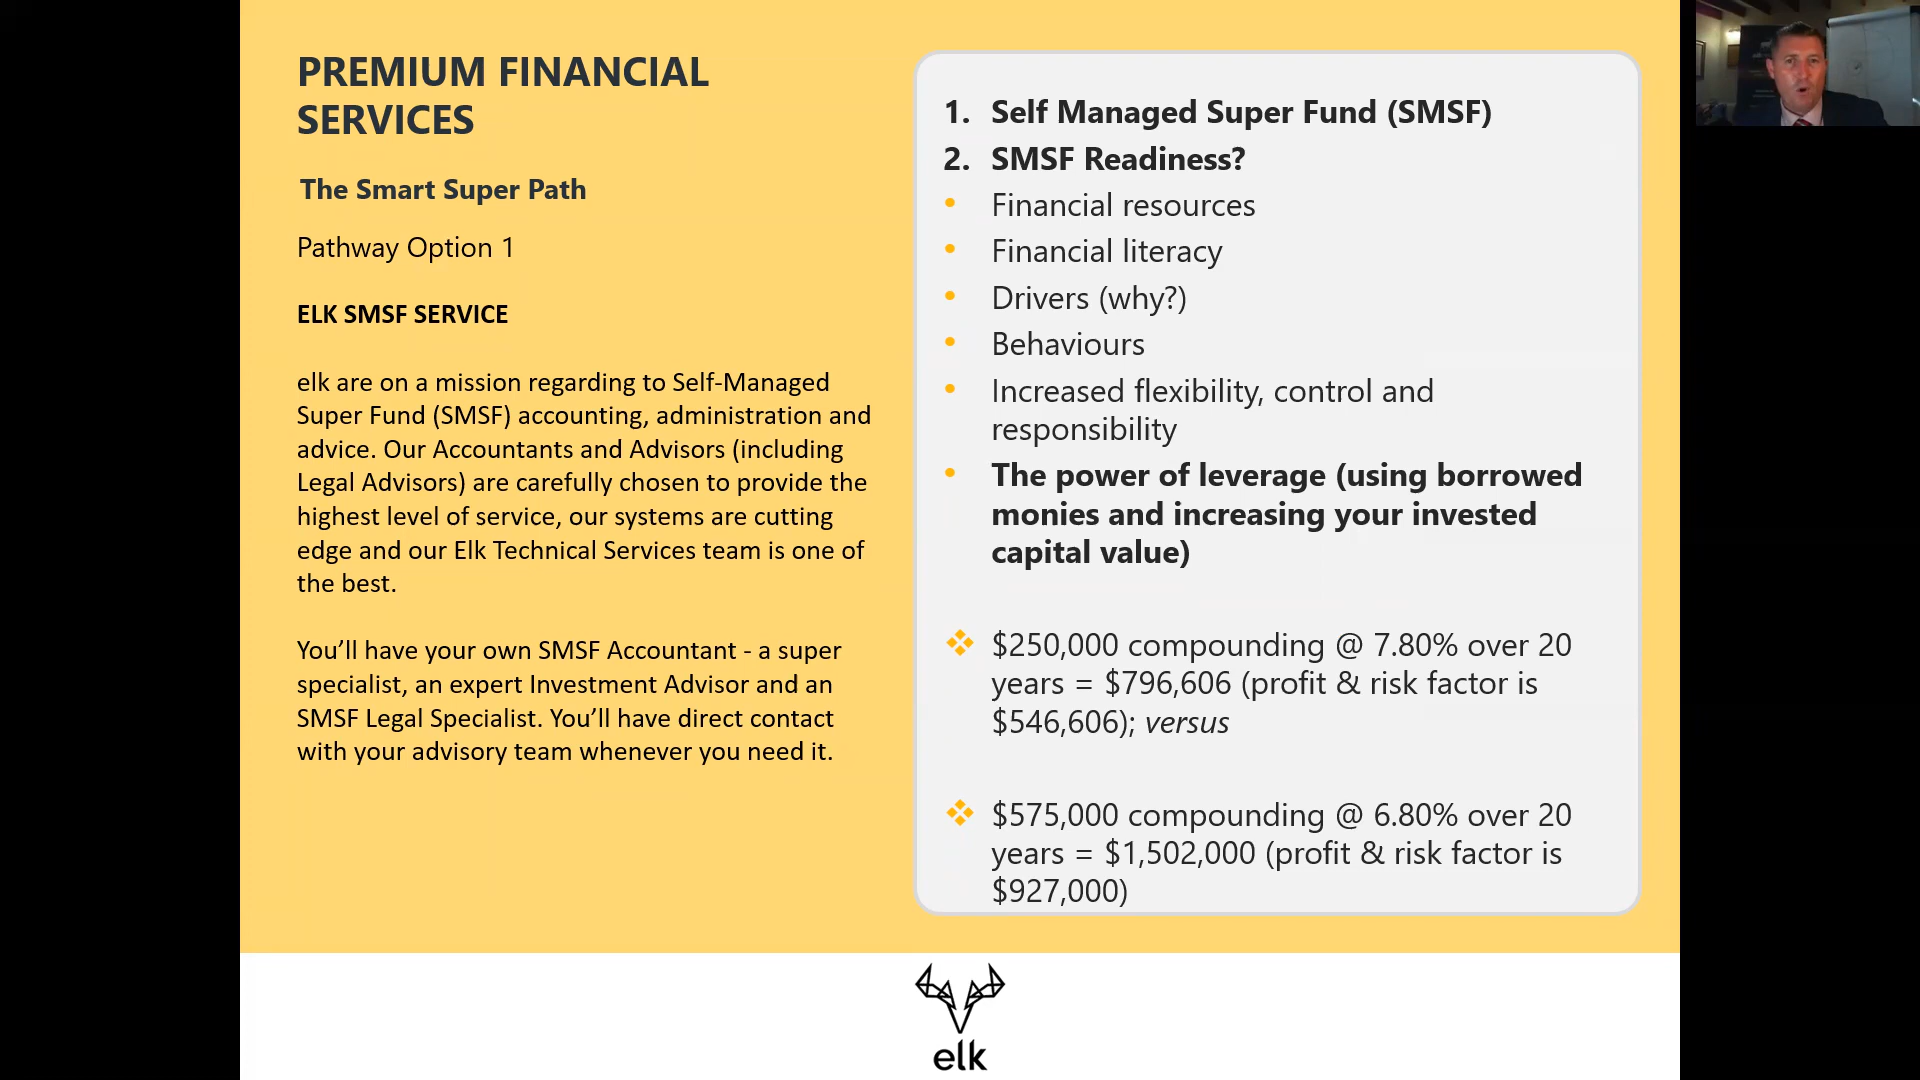 PREMIUM FINANCIAL
SERVICES
The Smart Super Path
Pathway Option 1
ELK SMSF SERVICE
elk are on a mission regarding to Self-Managed
Super Fund (SMSF) accounting, administration and
advice. Our Accountants and Advisors (including
Legal Advisors) are carefully chosen to provide the
highest level of service, our systems are cutting
edge and our Elk Technical Services team is one of
the best.
You’ll have your own SMSF Accountant - a super
specialist, an expert Investment Advisor and an
SMSF Legal Specialist. You’ll have direct contact
with your advisory team whenever you need it.
1. Self Managed Super Fund (SMSF)
2. SMSF Readiness?
• Financial resources
• Financial literacy
• Drivers (why?)
• Behaviours
• Increased flexibility, control and
responsibility
• The power of leverage (using borrowed
monies and increasing your invested
capital value)
❖ $250,000 compounding @ 7.80% over 20
years = $796,606 (profit & risk factor is
$546,606); versus
❖ $575,000 compounding @ 6.80% over 20
years = $1,502,000 (profit & risk factor is
$927,000)
elk